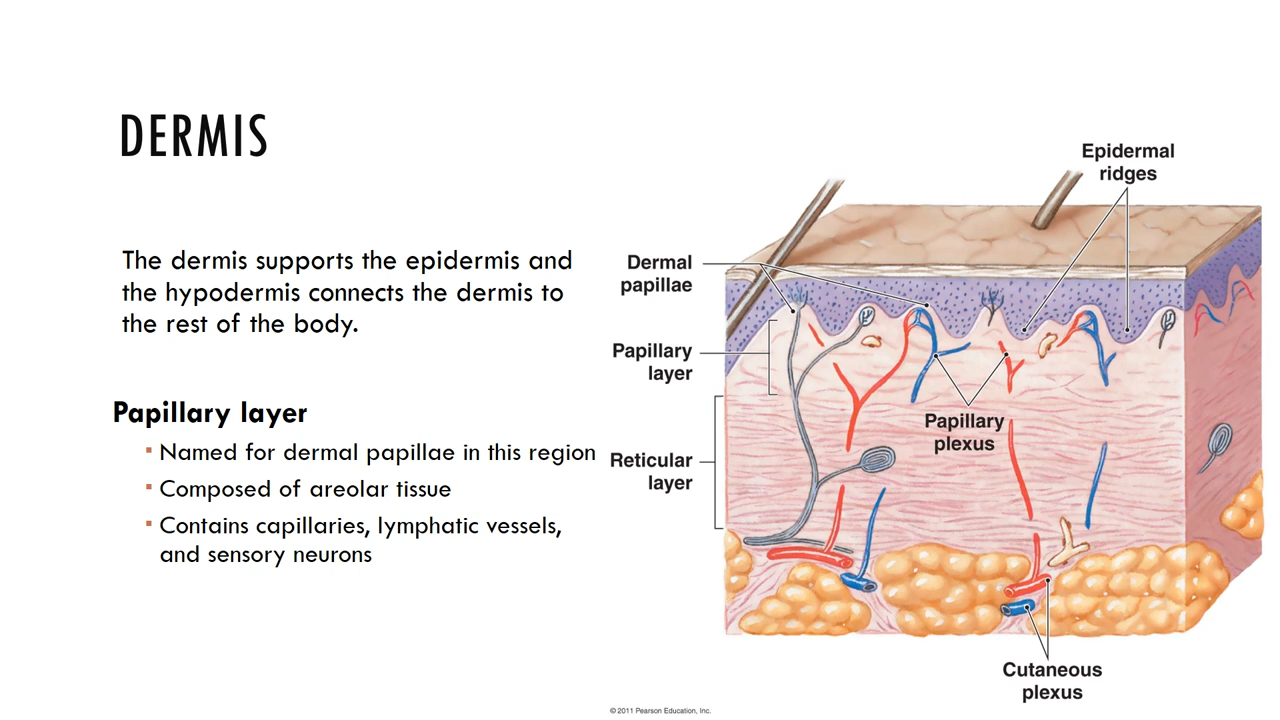 DERMIS
The dermis supports the epidermis and
the hypodermis connects the dermis to
the rest of the body.
Papillary layer
▪ Named for dermal papillae in this region
▪ Composed of areolar tissue
▪ Contains capillaries, lymphatic vessels,
and sensory neurons
Epidermal
ridges
Dermal
papillae
Papillary
layer
Papillary
plexus
Reticular
layer
Cutaneous
plexus
© 2011 Pearson Education, Inc.